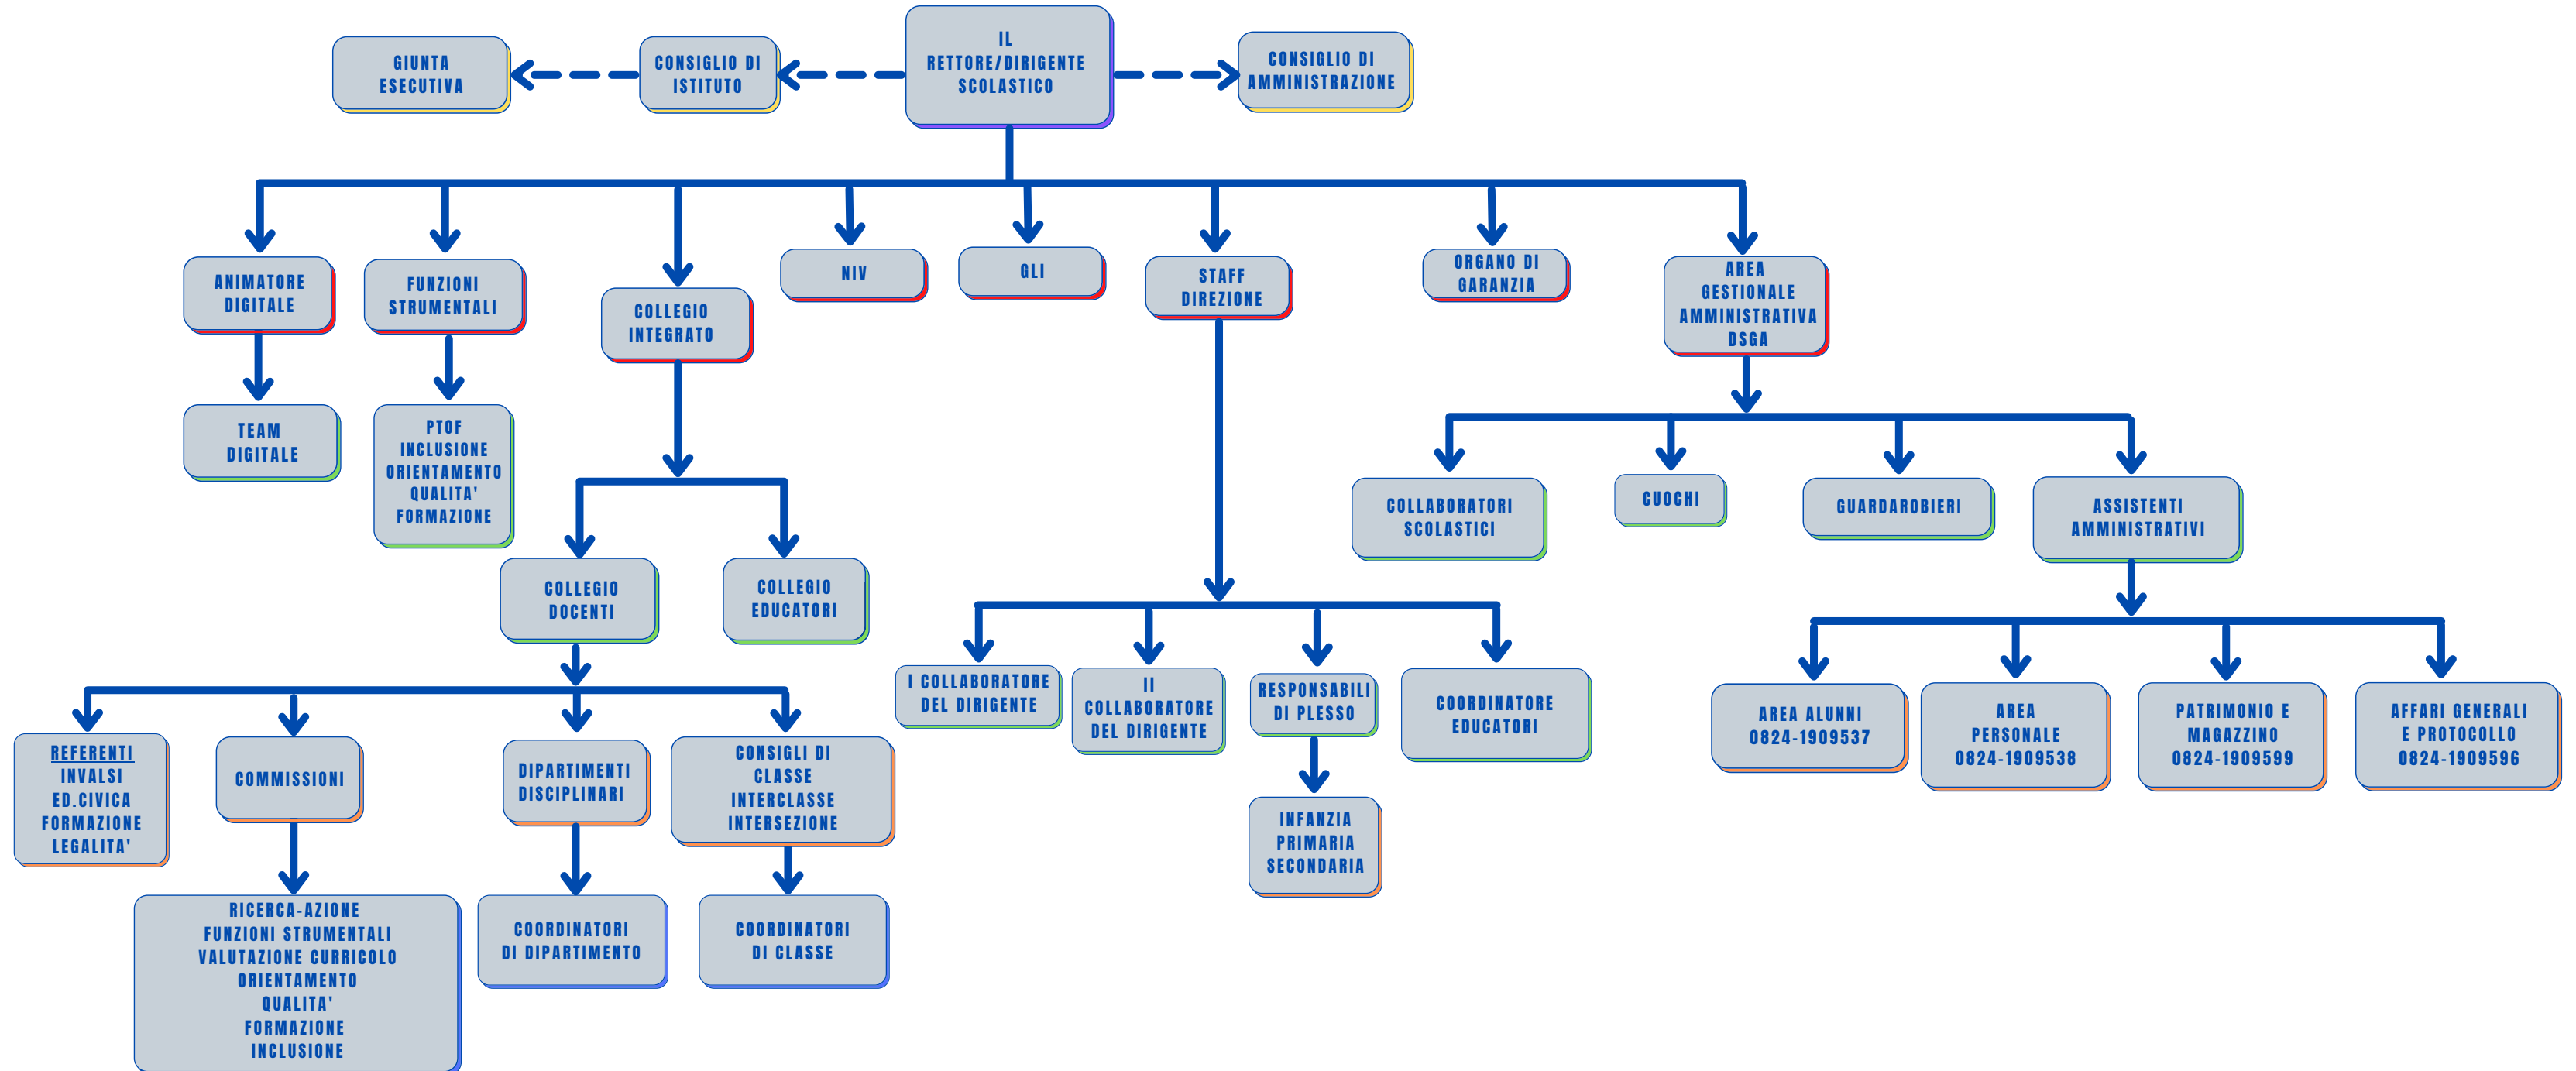 GIUNTA
ESECUTIVA
CONSIGLIO DI
ISTITUTO
IL
RETTORE/DIRIGENTE
SCOLASTICO
CONSIGLIO DI
AMMINISTRAZIONE
ANIMATORE
DIGITALE
FUNZIONI
STRUMENTALI
COLLEGIO
INTEGRATO
NIV
GLI
STAFF
DIREZIONE
ORGANO DI
GARANZIA
AREA
GESTIONALE
AMMINISTRATIVA
DSGA
TEAM
DIGITALE
PTOF
INCLUSIONE
ORIENTAMENTO
QUALITA'
FORMAZIONE
COLLABORATORI
SCOLASTICI
CUOCHI
GUARDAROBIERI
ASSISTENTI
AMMINISTRATIVI
COLLEGIO
DOCENTI
COLLEGIO
EDUCATORI
I COLLABORATORE
DEL DIRIGENTE
II
COLLABORATORE
DEL DIRIGENTE
RESPONSABILI
DI PLESSO
COORDINATORE
EDUCATORI
AREA ALUNNI
0824-1909537
AREA
PERSONALE
0824-1909538
PATRIMONIO E
MAGAZZINO
0824-1909599
AFFARI GENERALI
E PROTOCOLLO
0824-1909596
REFERENTI
INVALSI
ED.CIVICA
FORMAZIONE
LEGALITA'
COMMISSIONI
DIPARTIMENTI
DISCIPLINARI
CONSIGLI DI
CLASSE
INTERCLASSE
INTERSEZIONE
INFANZIA
PRIMARIA
SECONDARIA
RICERCA-AZIONE
FUNZIONI STRUMENTALI
VALUTAZIONE CURRICOLO
ORIENTAMENTO
QUALITA'
FORMAZIONE
INCLUSIONE
COORDINATORI
DI DIPARTIMENTO
COORDINATORI
DI CLASSE